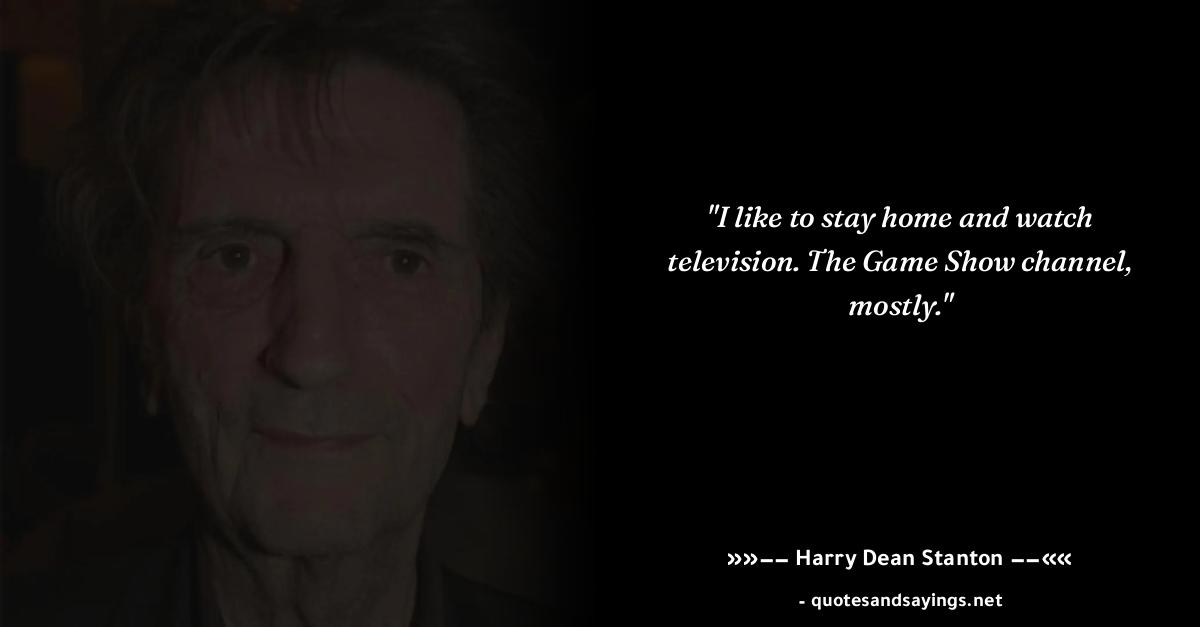 "I like to stay home and watch
television. The Game Show channel,
mostly."
»»−− Harry Dean Stanton −−««
- quotesandsayings.net